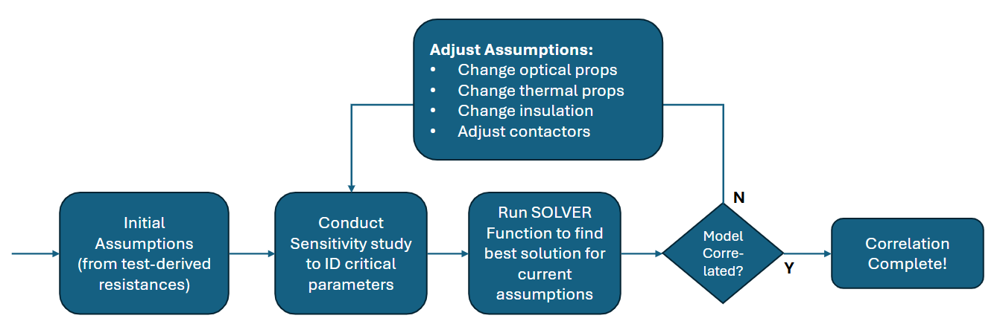 Adjust Assumptions:
• Change optical props
• Change thermal props
• Change insulation
• Adjust contactors
Initial
Assumptions
(from test-derived
resistances)
Conduct
Sensitivity study
to ID critical
parameters
Run SOLVER
Function to find
best solution for
current
assumptions
Model
Corre-
lated?
N
Y
Correlation
Complete!